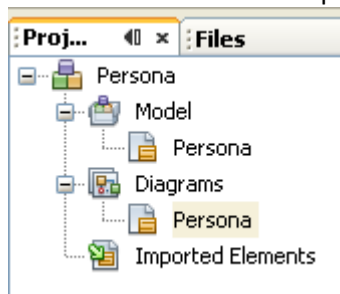 Proj... Files
Persona
Model
Persona
Diagrams
Persona
Imported Elements